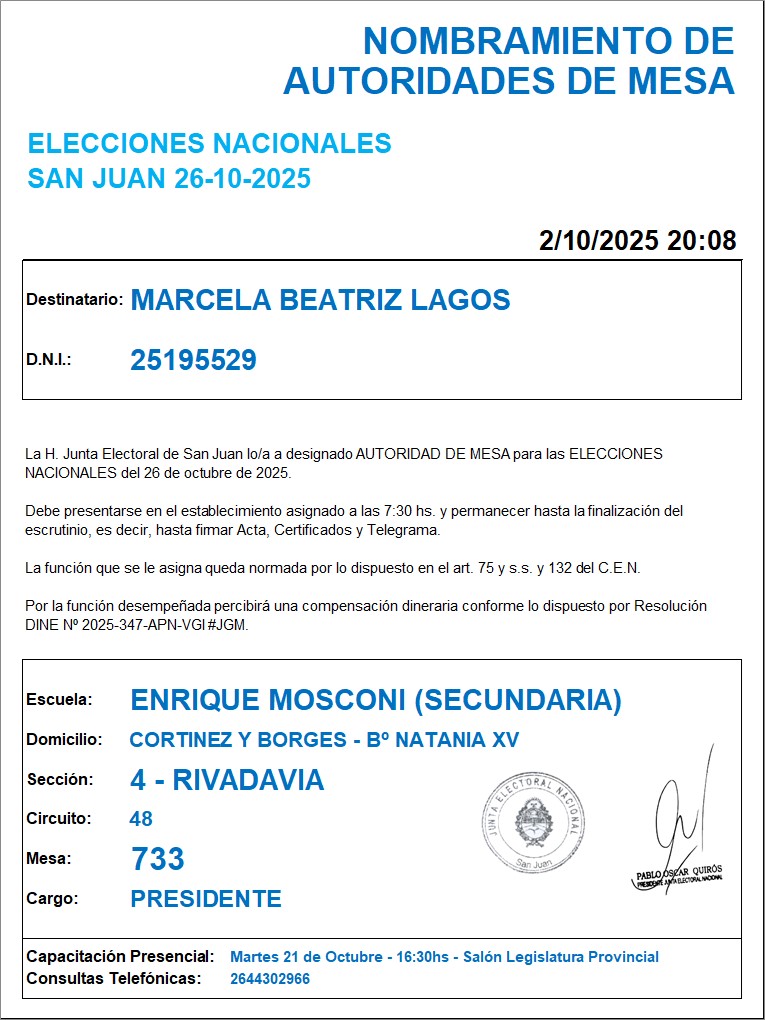 NOMBRAMIENTO DE
AUTORIDADES DE MESA
ELECCIONES NACIONALES
SAN JUAN 26-10-2025
2/10/2025 20:08
Destinatario: MARCELA BEATRIZ LAGOS
D.N.I.: 25195529
La H. Junta Electoral de San Juan lo/a a designado AUTORIDAD DE MESA para las ELECCIONES
NACIONALES del 26 de octubre de 2025.
Debe presentarse en el establecimiento asignado a las 7:30 hs. y permanecer hasta la finalización del
escrutinio, es decir, hasta firmar Acta, Certificados y Telegrama.
La función que se le asigna queda normada por lo dispuesto en el art. 75 y s.s. y 132 del C.E.N.
Por la función desempeñada percibirá una compensación dineraria conforme lo dispuesto por Resolución
DINE Nº 2025-347-APN-VGI#JGM.
Escuela: ENRIQUE MOSCONI (SECUNDARIA)
Domicilio: CORTINEZ Y BORGES - Bº NATANIA XV
Sección: 4 - RIVADAVIA
Circuito: 48
Mesa: 733
Cargo: PRESIDENTE
JUNTA ELECTORAL NACIONAL
San Juan
PABLO OSCAR QUIRÓS
PRESIDENTE JUNTA ELECTORAL NACIONAL
Capacitación Presencial: Martes 21 de Octubre - 16:30hs - Salón Legislatura Provincial
Consultas Telefónicas: 2644302966